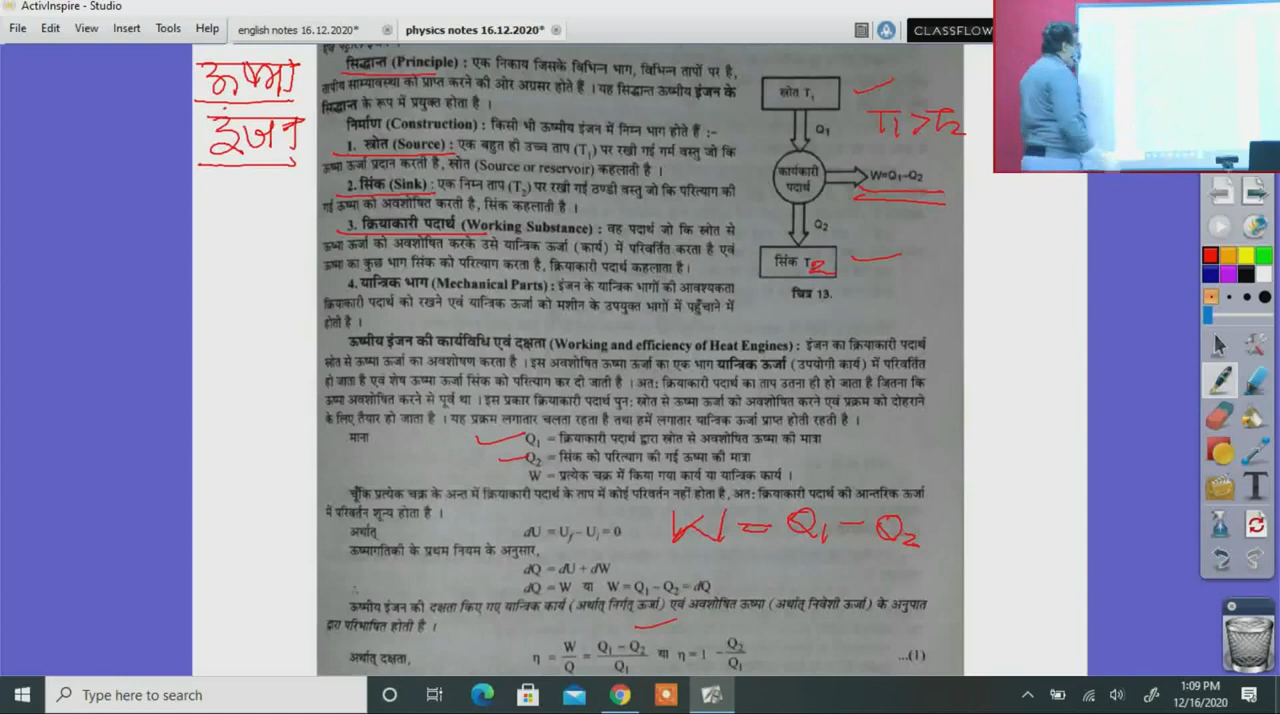 ActivInspire - Studio
File Edit View Insert Tasks Tools Help
english notes 16.12.2020* physics notes 16.12.2020* CLASSFLOW
ऊष्मा
इंजन
सिद्धान्त (Principle) : एक निकाय जिसके विभिन्न भाग, विभिन्न तापों पर है,
तापीय साम्यावस्था को प्राप्त करने की ओर अग्रसर होते हैं । यह सिद्धान्त ऊष्मीय इंजन के
सिद्धान्त के रूप में प्रयुक्त होता है ।
निर्माण (Construction) : किसी भी ऊष्मीय इंजन में निम्न भाग होते हैं :-
1. स्रोत (Source) : एक बहुत ही उच्च ताप (T₁) पर रखी गई गर्म वस्तु जो कि
ऊष्मा ऊर्जा प्रदान करती है, स्रोत (Source or reservoir) कहलाता है ।
2. सिंक (Sink) : एक निम्न ताप (T₂) पर रखी गई ठण्डी वस्तु जो कि परित्याग की
गई ऊष्मा को अवशोषित करती है, सिंक कहलाता है ।
3. क्रियाकारी पदार्थ (Working Substance) : वह पदार्थ जो कि स्रोत से
ऊष्मा ऊर्जा को अवशोषित करके उसे यान्त्रिक ऊर्जा (कार्य) में परिवर्तित करता है एवं
ऊष्मा का कुछ भाग सिंक को परित्याग करता है, क्रियाकारी पदार्थ कहलाता है ।
4. यान्त्रिक भाग (Mechanical Parts) : इंजन के यान्त्रिक भागों की आवश्यकता
क्रियाकारी पदार्थ को रखने एवं यान्त्रिक ऊर्जा को मशीन के उपयुक्त भागों में पहुँचाने में
होती है ।
स्रोत T₁
T₁ > T₂
Q₁
कार्यकारी
पदार्थ
W=Q₁-Q₂
Q₂
सिंक T₂
चित्र 13.
ऊष्मीय इंजन की कार्यविधि एवं दक्षता (Working and efficiency of Heat Engines) : इंजन का क्रियाकारी पदार्थ
स्रोत से ऊष्मा ऊर्जा का अवशोषण करता है । इस अवशोषित ऊष्मा ऊर्जा का एक भाग यान्त्रिक ऊर्जा (उपयोगी कार्य) में परिवर्तित
हो जाता है एवं शेष ऊष्मा ऊर्जा सिंक को परित्याग कर दी जाती है । अत: क्रियाकारी पदार्थ का ताप उतना ही हो जाता है जितना कि
ऊष्मा अवशोषित करने से पूर्व था । इस प्रकार क्रियाकारी पदार्थ पुन: स्रोत से ऊष्मा ऊर्जा को अवशोषित करने एवं प्रक्रम को दोहराने
के लिए तैयार हो जाता है । यह प्रक्रम लगातार चलता रहता है तथा हमें लगातार यान्त्रिक ऊर्जा प्राप्त होती रहती है ।
माना Q₁ = क्रियाकारी पदार्थ द्वारा स्रोत से अवशोषित ऊष्मा की मात्रा
Q₂ = सिंक को परित्याग की गई ऊष्मा की मात्रा
W = प्रत्येक चक्र में किया गया कार्य या यान्त्रिक कार्य ।
चूँकि प्रत्येक चक्र के अन्त में क्रियाकारी पदार्थ के ताप में कोई परिवर्तन नहीं होता है, अत: क्रियाकारी पदार्थ की आन्तरिक ऊर्जा
में परिवर्तन शून्य होता है ।
W = Q₁ - Q₂
अर्थात् dU = U_f - U_i = 0
ऊष्मागतिकी के प्रथम नियम के अनुसार,
dQ = dU + dW
∴ dQ = W या W = Q₁ - Q₂ = dQ
ऊष्मीय इंजन की दक्षता किए गए यान्त्रिक कार्य (अर्थात् निर्गत् ऊर्जा) एवं अवशोषित ऊष्मा (अर्थात् निवेशी ऊर्जा) के अनुपात
द्वारा परिभाषित होती है ।
अर्थात् दक्षता, η = W/Q = (Q₁ - Q₂)/Q₁ या η = 1 - Q₂/Q₁ ...(1)
Type here to search
1:09 PM
12/16/2020